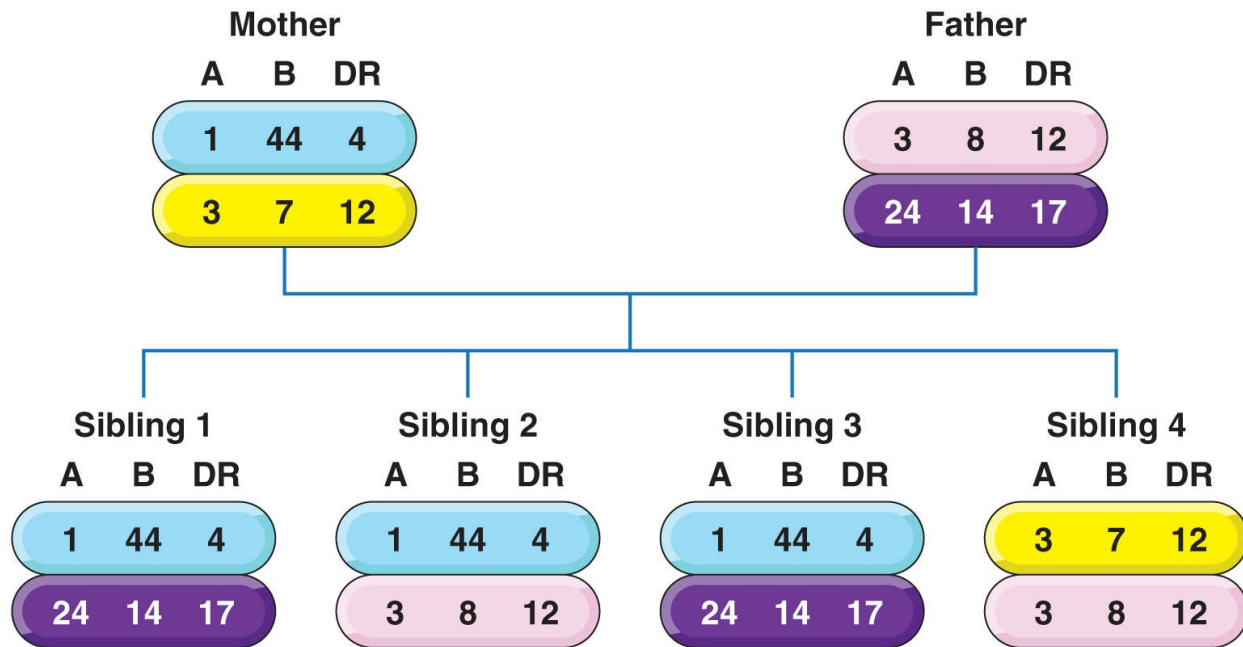 Mother Father
A B DR A B DR
1 44 4 3 8 12
3 7 12 24 14 17
Sibling 1 Sibling 2 Sibling 3 Sibling 4
A B DR A B DR A B DR A B DR
1 44 4 1 44 4 1 44 4 3 7 12
24 14 17 3 8 12 24 14 17 3 8 12